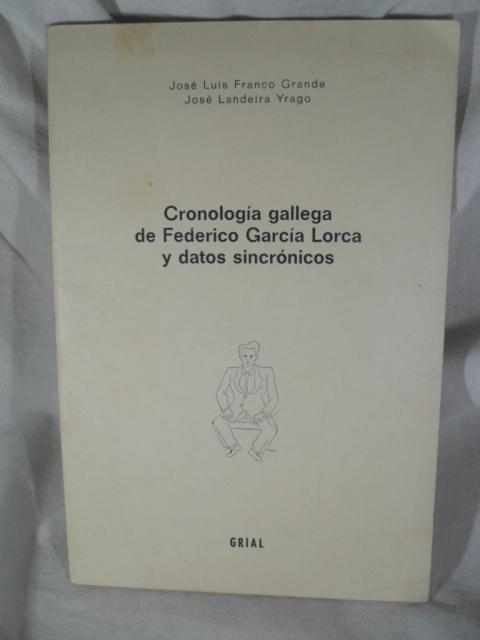 José Luis Franco Grande
José Landeira Yrago
Cronología gallega
de Federico García Lorca
y datos sincrónicos
GRIAL